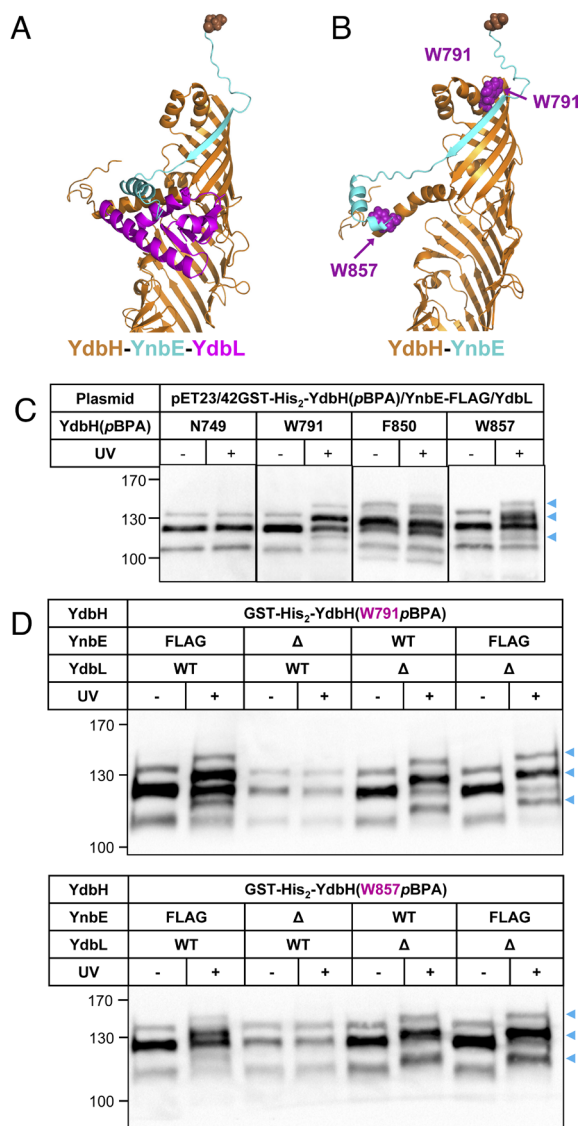 A
B
W791
W791
W857
YdbH-YnbE-YdbL
YdbH-YnbE
C
Plasmid pET23/42GST-His₂-YdbH(pBPA)/YnbE-FLAG/YdbL
YdbH(pBPA) N749 W791 F850 W857
UV - + - + - + - +
170
130
100
D
YdbH GST-His₂-YdbH(W791pBPA)
YnbE FLAG Δ WT FLAG
YdbL WT WT Δ Δ
UV - + - + - + - +
170
130
100
YdbH GST-His₂-YdbH(W857pBPA)
YnbE FLAG Δ WT FLAG
YdbL WT WT Δ Δ
UV - + - + - + - +
170
130
100